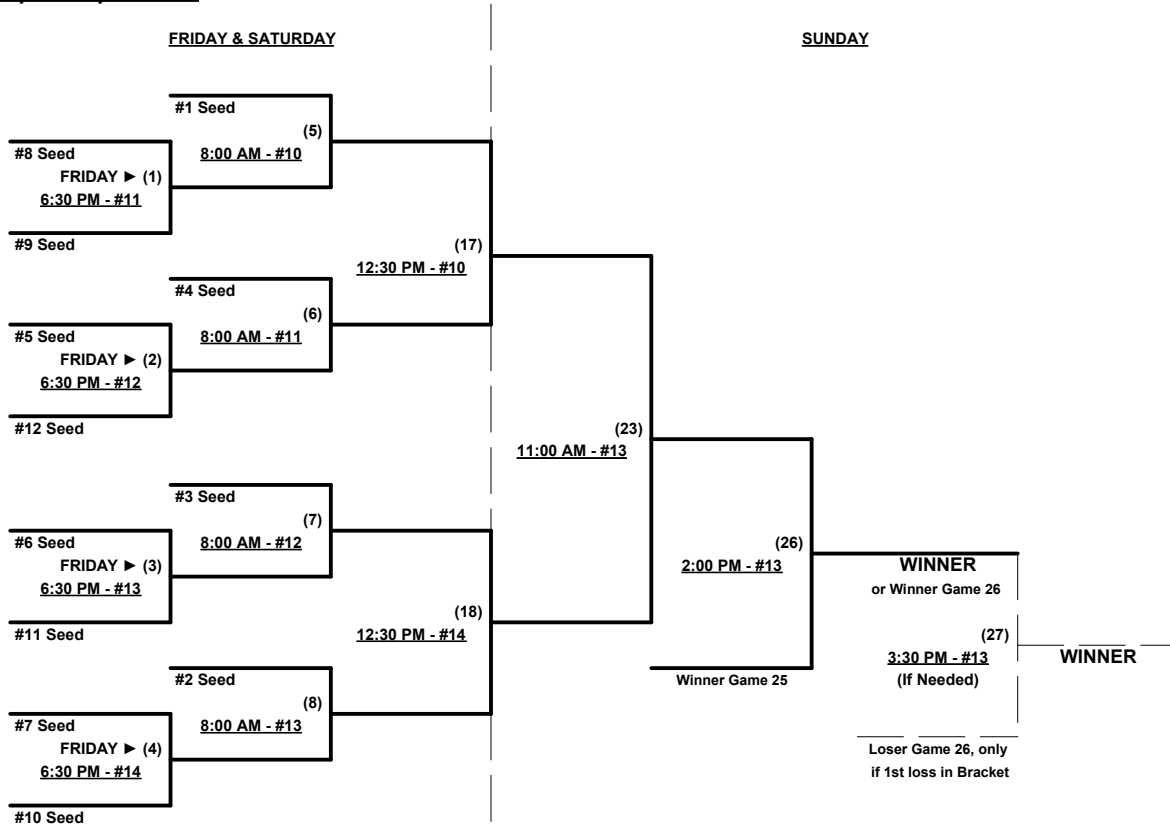 FRIDAY & SATURDAY
SUNDAY
#1 Seed
(5)
8:00 AM - #10
#8 Seed
FRIDAY ► (1)
6:30 PM - #11
#9 Seed
(17)
12:30 PM - #10
#4 Seed
(6)
8:00 AM - #11
#5 Seed
FRIDAY ► (2)
6:30 PM - #12
#12 Seed
(23)
11:00 AM - #13
#3 Seed
(7)
8:00 AM - #12
#6 Seed
FRIDAY ► (3)
6:30 PM - #13
#11 Seed
(18)
12:30 PM - #14
#2 Seed
(8)
8:00 AM - #13
#7 Seed
FRIDAY ► (4)
6:30 PM - #14
#10 Seed
(26)
2:00 PM - #13
Winner Game 25
WINNER
or Winner Game 26
(27)
3:30 PM - #13
(If Needed)
WINNER
Loser Game 26, only
if 1st loss in Bracket